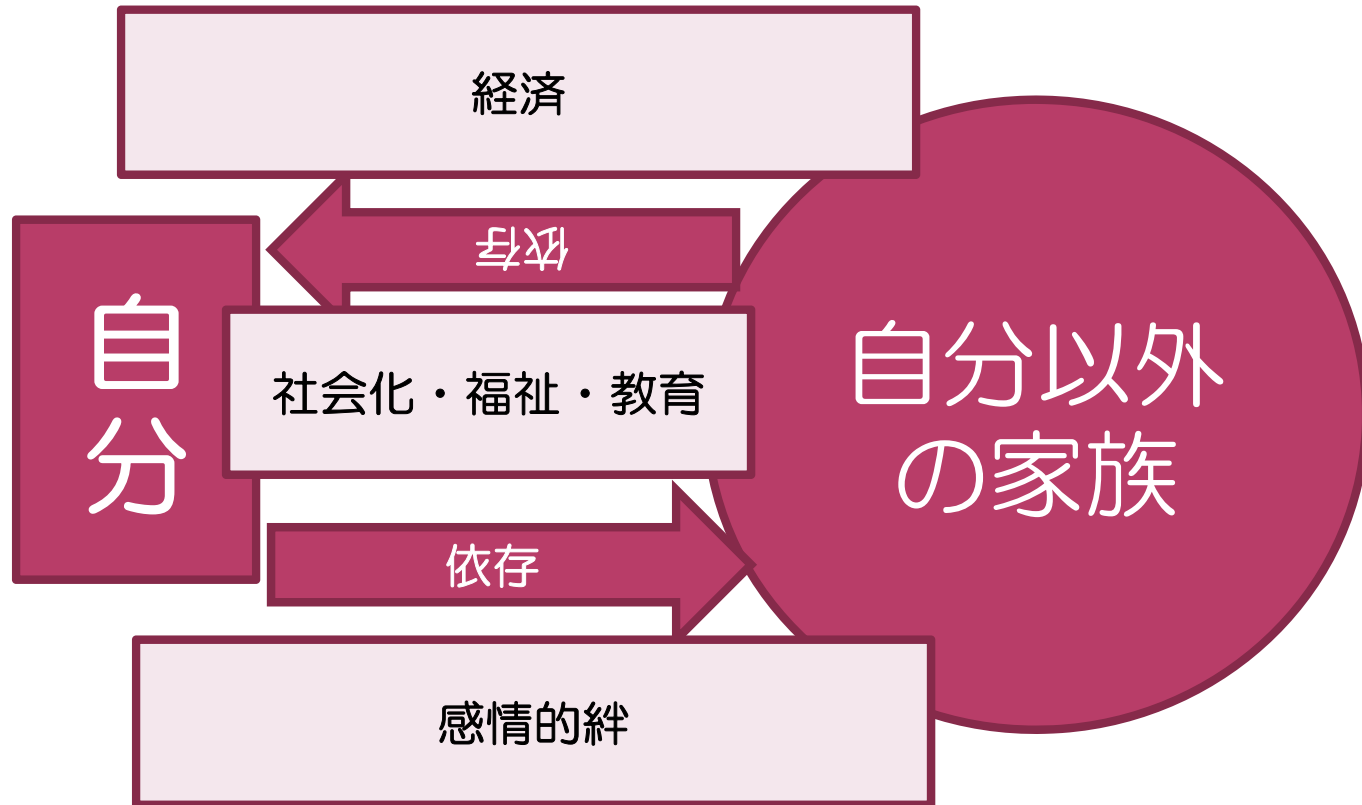 経済
依存
自
分
社会化・福祉・教育
自分以外
の家族
依存
感情的絆